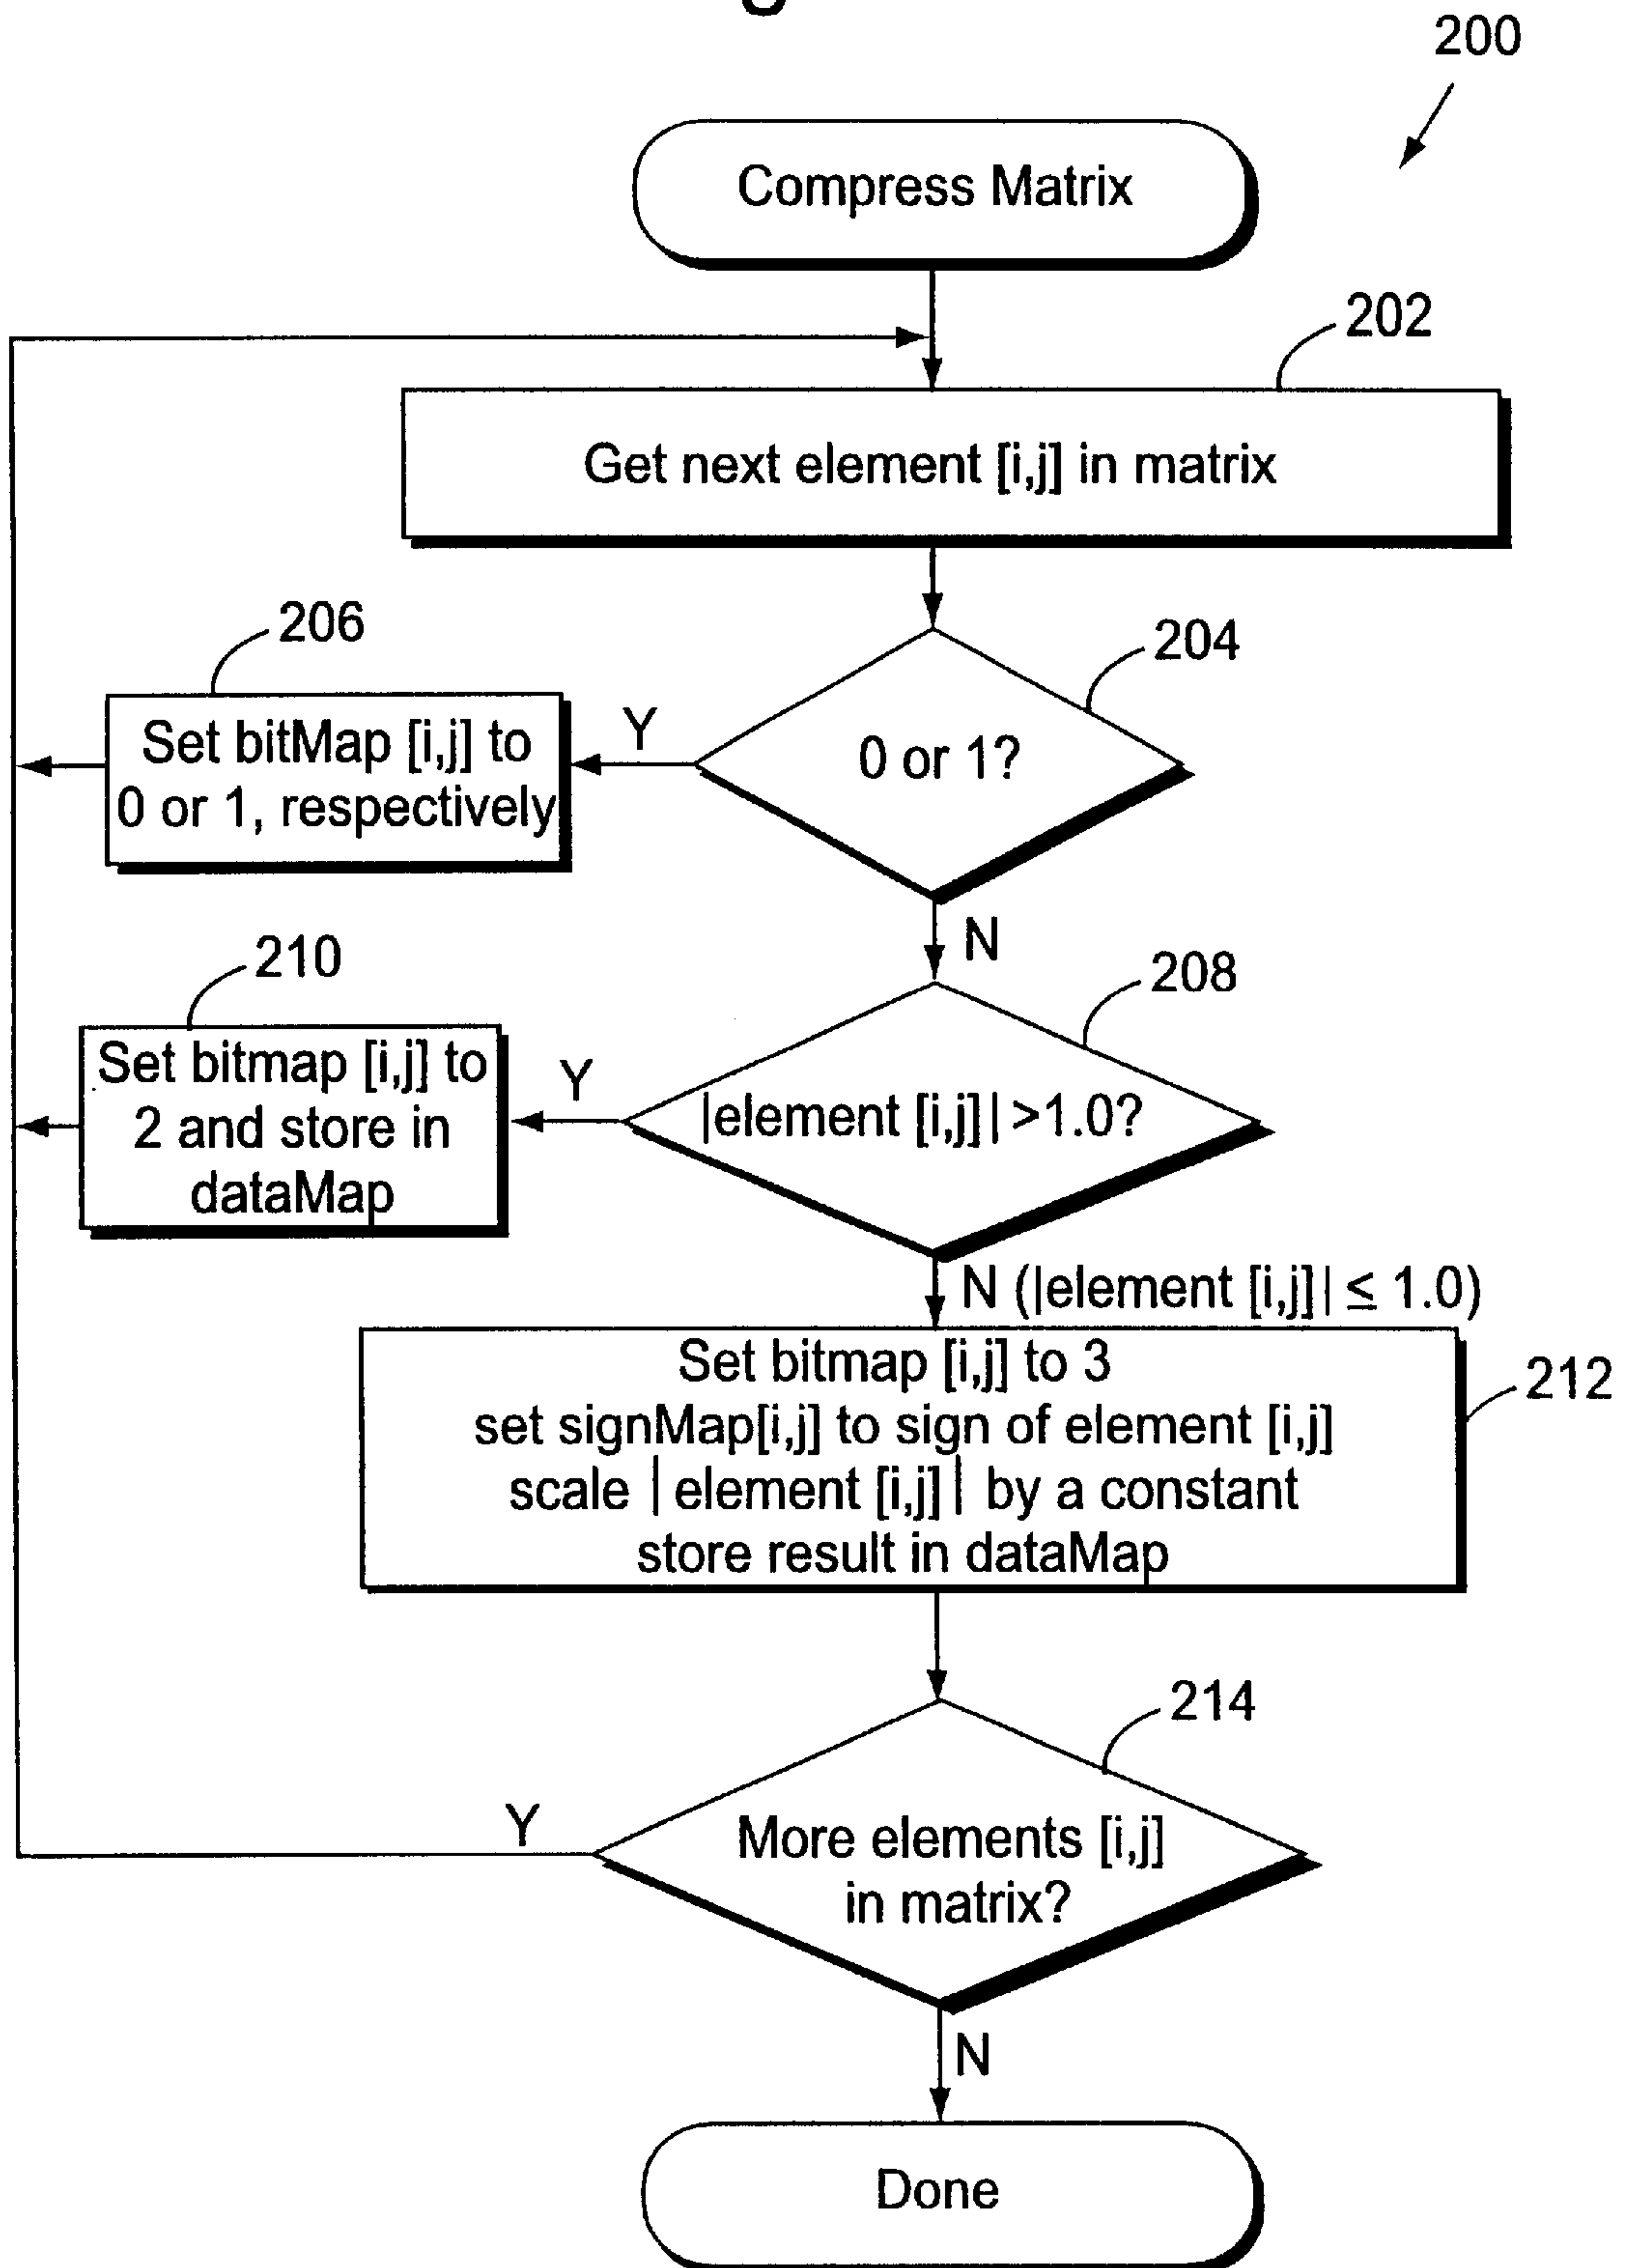 200
Compress Matrix
202
Get next element [i,j] in matrix
206
204
Set bitMap [i,j] to
0 or 1, respectively
Y
0 or 1?
N
210
208
Set bitmap [i,j] to
2 and store in
dataMap
Y
|element [i,j]| >1.0?
N (|element [i,j]| ≤ 1.0)
212
Set bitmap [i,j] to 3
set signMap[i,j] to sign of element [i,j]
scale | element [i,j] | by a constant
store result in dataMap
214
Y
More elements [i,j]
in matrix?
N
Done